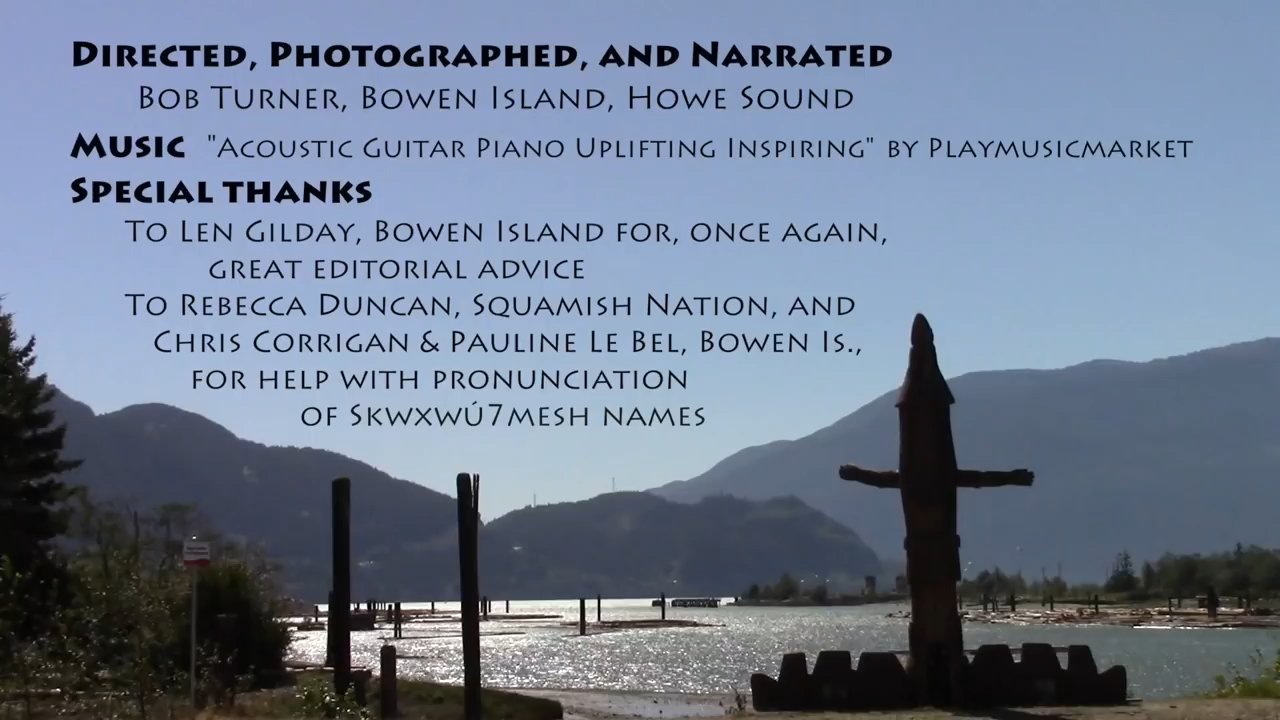 Directed, Photographed, and Narrated
Bob Turner, Bowen Island, Howe Sound
Music "Acoustic Guitar Piano Uplifting Inspiring" by Playmusicmarket
Special thanks
To Len Gilday, Bowen Island for, once again,
great editorial advice
To Rebecca Duncan, Squamish Nation, and
Chris Corrigan & Pauline Le Bel, Bowen Is.,
for help with pronunciation
of Skwxwú7mesh names